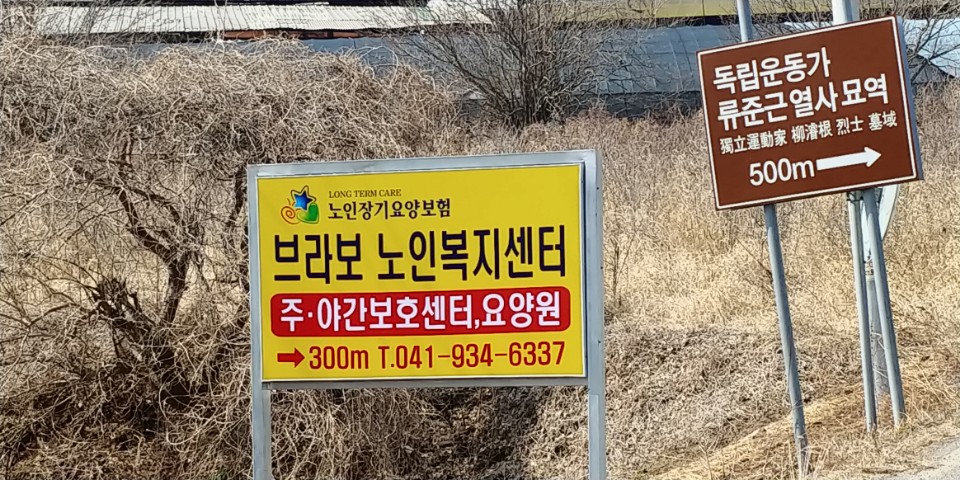 LONG TERM CARE
노인장기요양보험
브라보 노인복지센터
주·야간보호센터,요양원
→300m T.041-934-6337
독립운동가
류준근 열사 묘역
獨立運動家 柳濬根 烈士 墓域
500m →